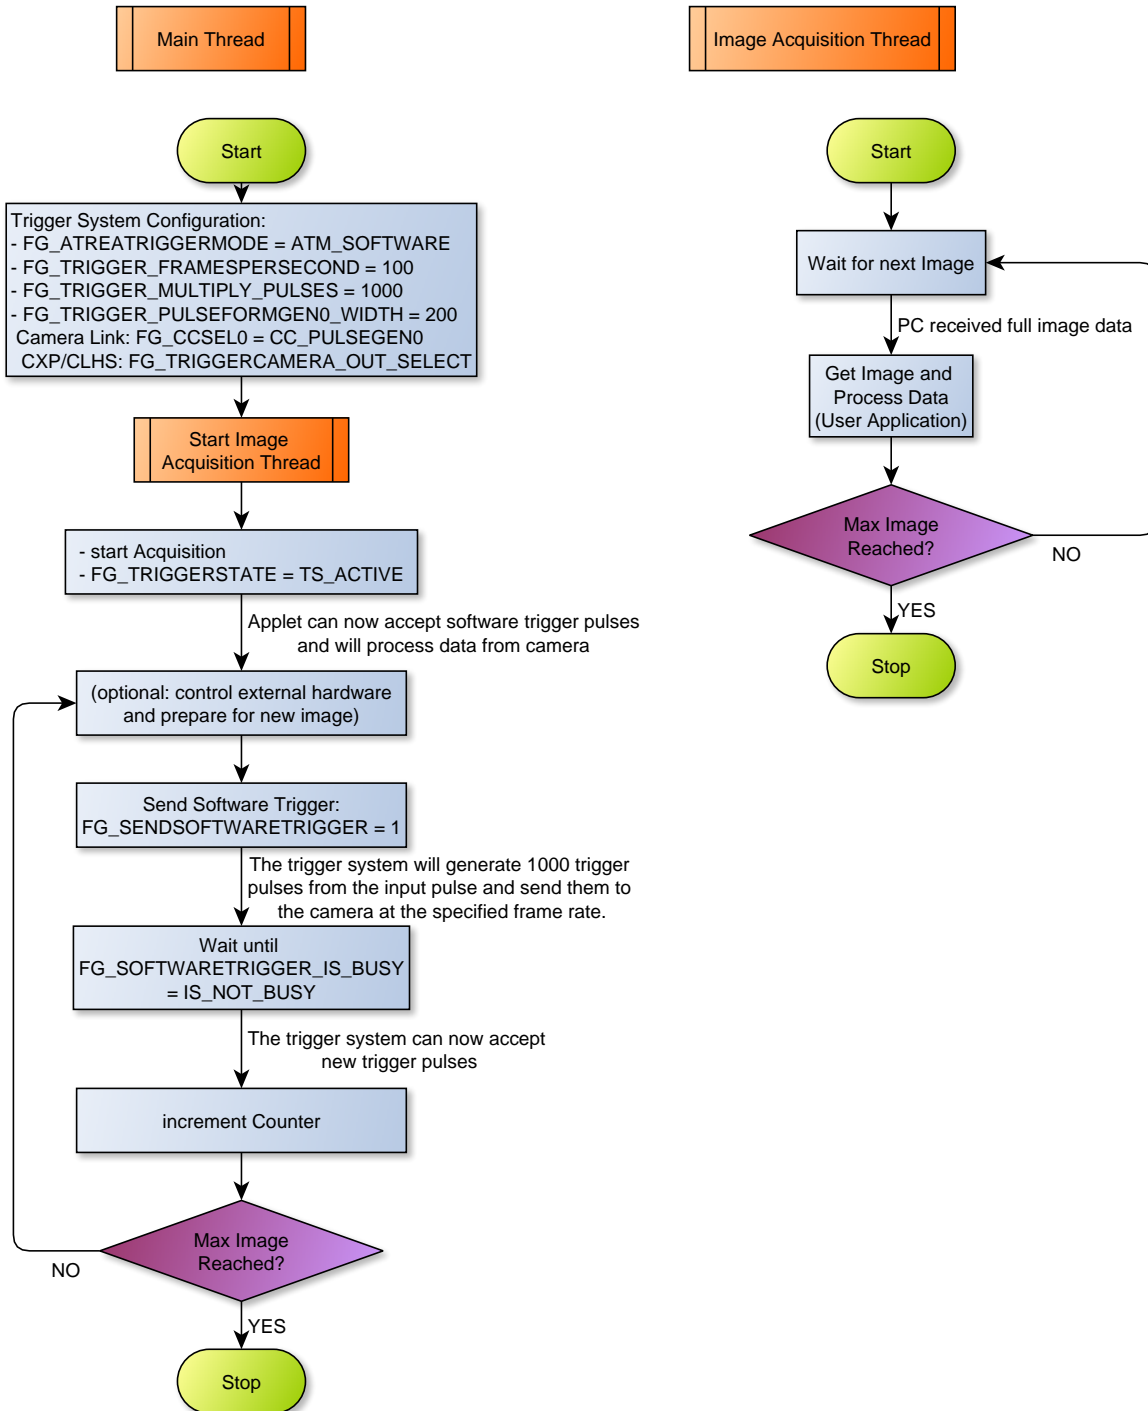 Main Thread
Start
Trigger System Configuration:
- FG_ATREATRIGGERMODE = ATM_SOFTWARE
- FG_TRIGGER_FRAMESPERSECOND = 100
- FG_TRIGGER_MULTIPLY_PULSES = 1000
- FG_TRIGGER_PULSEFORMGEN0_WIDTH = 200
Camera Link: FG_CCSEL0 = CC_PULSEGEN0
CXP/CLHS: FG_TRIGGERCAMERA_OUT_SELECT
Start Image
Acquisition Thread
- start Acquisition
- FG_TRIGGERSTATE = TS_ACTIVE
Applet can now accept software trigger pulses
and will process data from camera
(optional: control external hardware
and prepare for new image)
Send Software Trigger:
FG_SENDSOFTWARETRIGGER = 1
The trigger system will generate 1000 trigger
pulses from the input pulse and send them to
the camera at the specified frame rate.
Wait until
FG_SOFTWARETRIGGER_IS_BUSY
= IS_NOT_BUSY
The trigger system can now accept
new trigger pulses
increment Counter
Max Image
Reached?
NO
YES
Stop
Image Acquisition Thread
Start
Wait for next Image
PC received full image data
Get Image and
Process Data
(User Application)
Max Image
Reached?
NO
YES
Stop